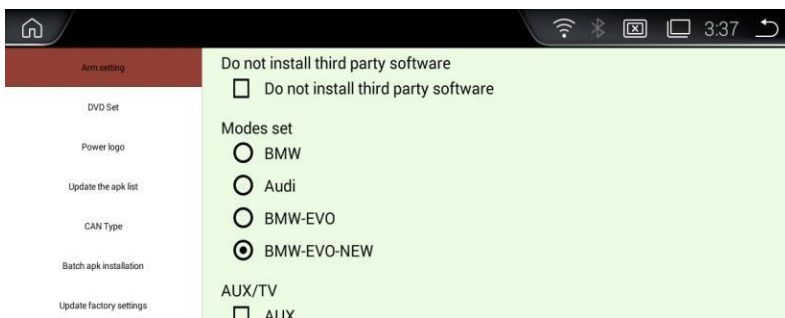 3:37
Arm setting
DVD Set
Power logo
Update the apk list
CAN Type
Batch apk installation
Update factory settings
Do not install third party software
Do not install third party software
Modes set
BMW
Audi
BMW-EVO
BMW-EVO-NEW
AUX/TV
AUX